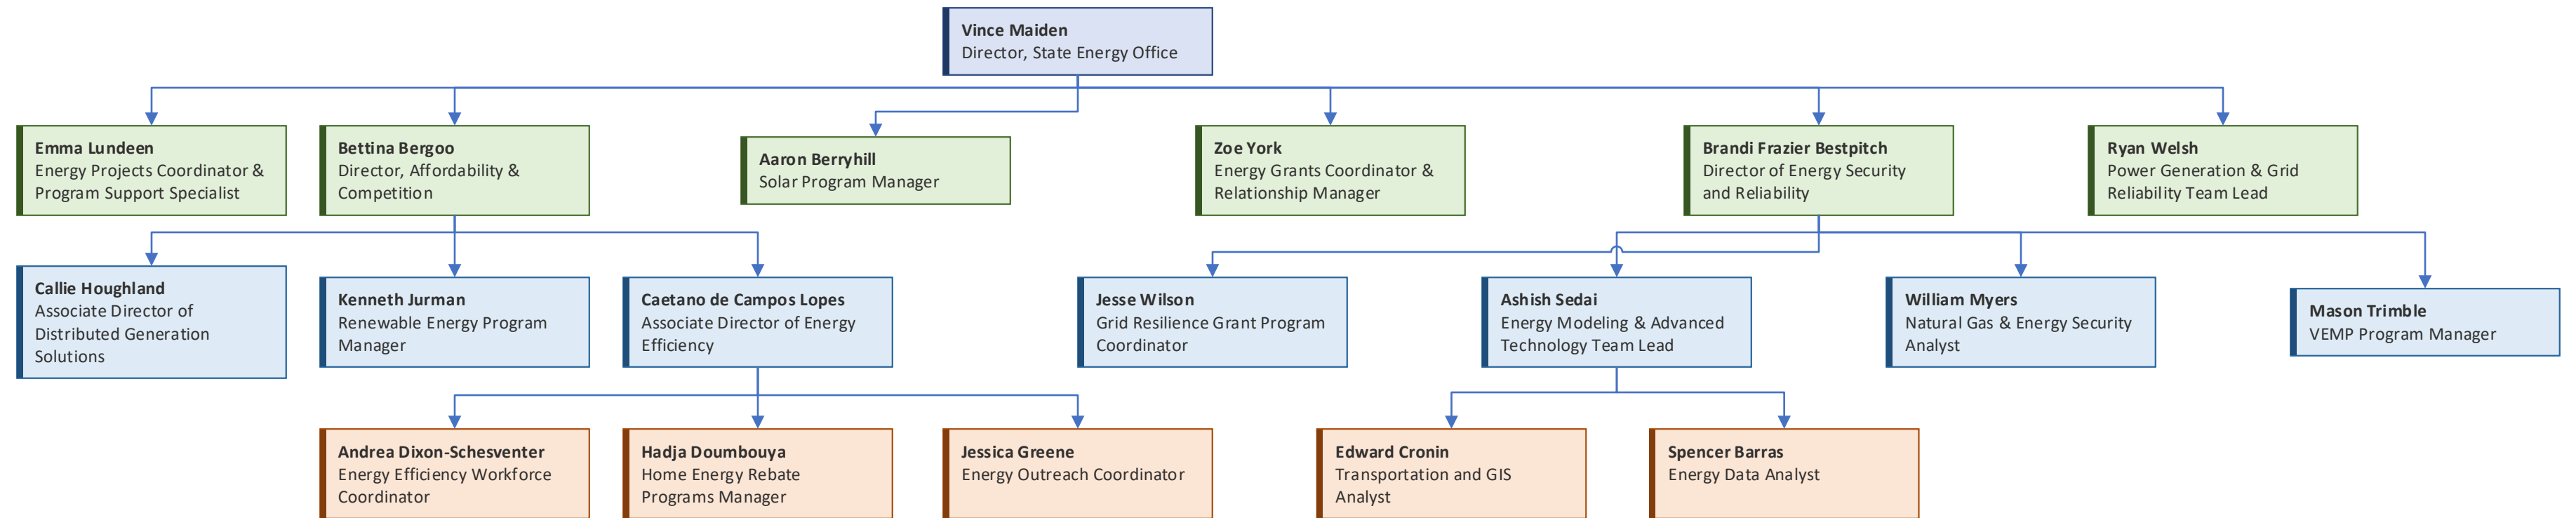 Vince Maiden
Director, State Energy Office
Emma Lundeen
Energy Projects Coordinator &
Program Support Specialist
Bettina Bergoo
Director, Affordability &
Competition
Aaron Berryhill
Solar Program Manager
Zoe York
Energy Grants Coordinator &
Relationship Manager
Brandi Frazier Bestpitch
Director of Energy Security
and Reliability
Ryan Welsh
Power Generation & Grid
Reliability Team Lead
Callie Houghland
Associate Director of
Distributed Generation
Solutions
Kenneth Jurman
Renewable Energy Program
Manager
Caetano de Campos Lopes
Associate Director of Energy
Efficiency
Jesse Wilson
Grid Resilience Grant Program
Coordinator
Ashish Sedai
Energy Modeling & Advanced
Technology Team Lead
William Myers
Natural Gas & Energy Security
Analyst
Mason Trimble
VEMP Program Manager
Andrea Dixon-Schesventer
Energy Efficiency Workforce
Coordinator
Hadja Doumbouya
Home Energy Rebate
Programs Manager
Jessica Greene
Energy Outreach Coordinator
Edward Cronin
Transportation and GIS
Analyst
Spencer Barras
Energy Data Analyst